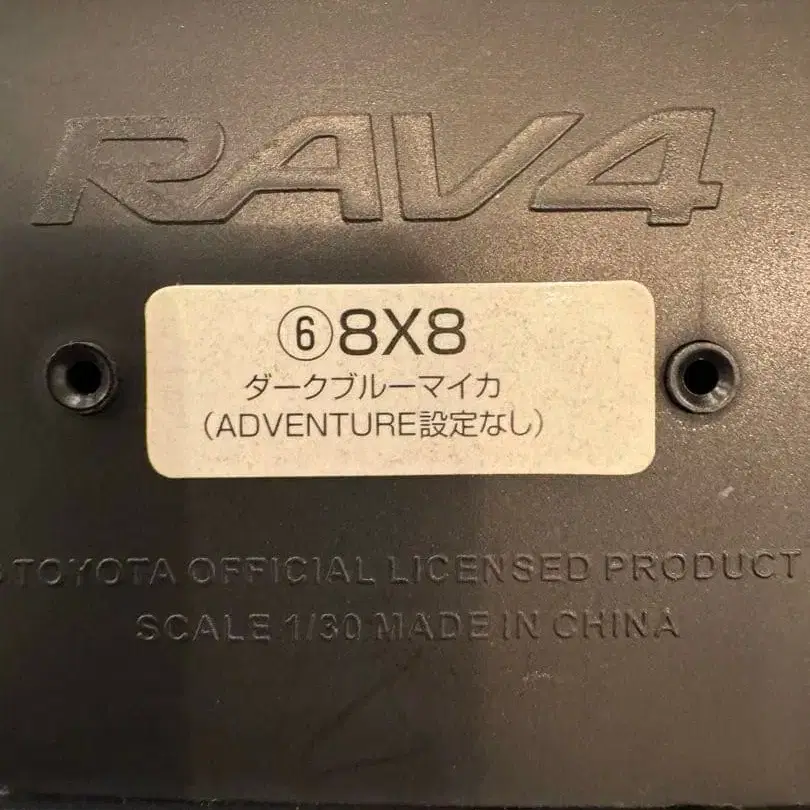 RAV4
⑥8X8
ダークブルーマイカ
(ADVENTURE設定なし)
TOYOTA OFFICIAL LICENSED PRODUCT
SCALE 1/30 MADE IN CHINA